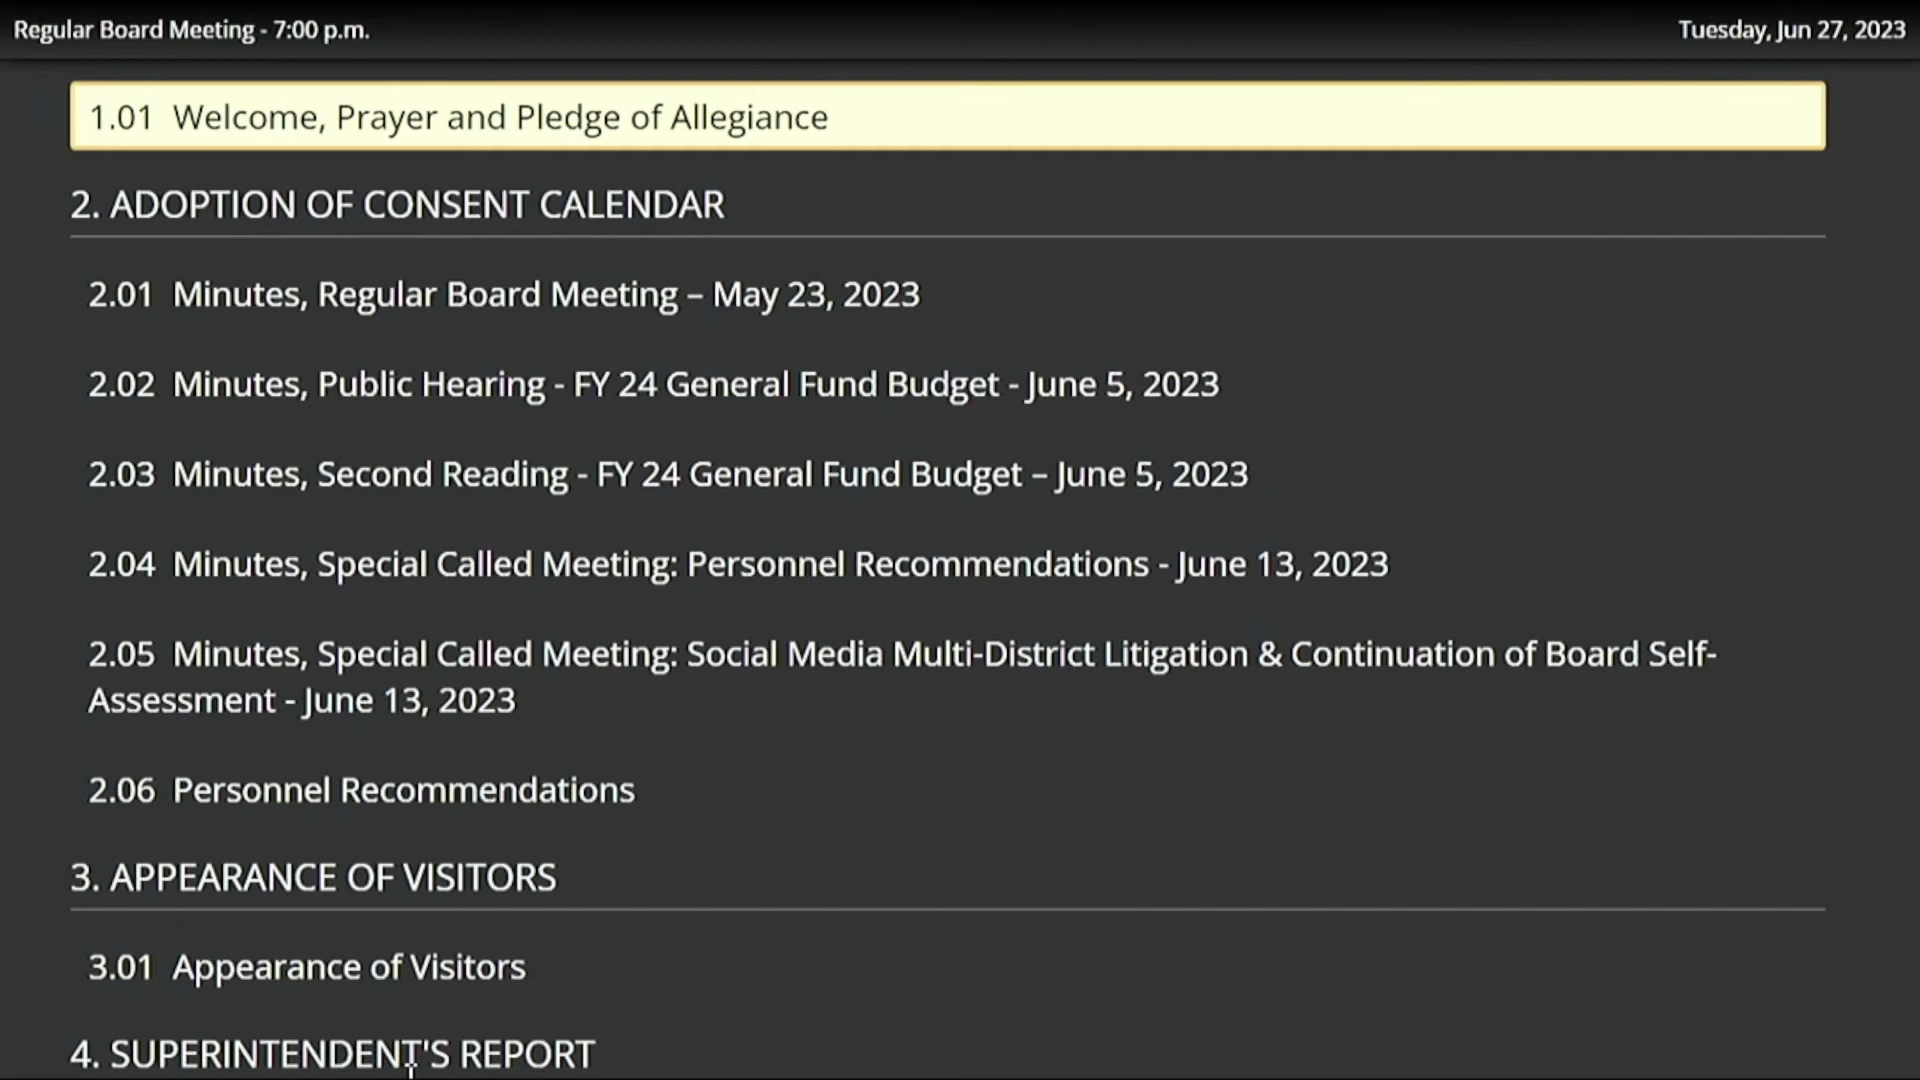 Regular Board Meeting - 7:00 p.m.
Tuesday, Jun 27, 2023
1.01 Welcome, Prayer and Pledge of Allegiance
2. ADOPTION OF CONSENT CALENDAR
2.01 Minutes, Regular Board Meeting – May 23, 2023
2.02 Minutes, Public Hearing - FY 24 General Fund Budget - June 5, 2023
2.03 Minutes, Second Reading - FY 24 General Fund Budget – June 5, 2023
2.04 Minutes, Special Called Meeting: Personnel Recommendations - June 13, 2023
2.05 Minutes, Special Called Meeting: Social Media Multi-District Litigation & Continuation of Board Self-
Assessment - June 13, 2023
2.06 Personnel Recommendations
3. APPEARANCE OF VISITORS
3.01 Appearance of Visitors
4. SUPERINTENDENT'S REPORT